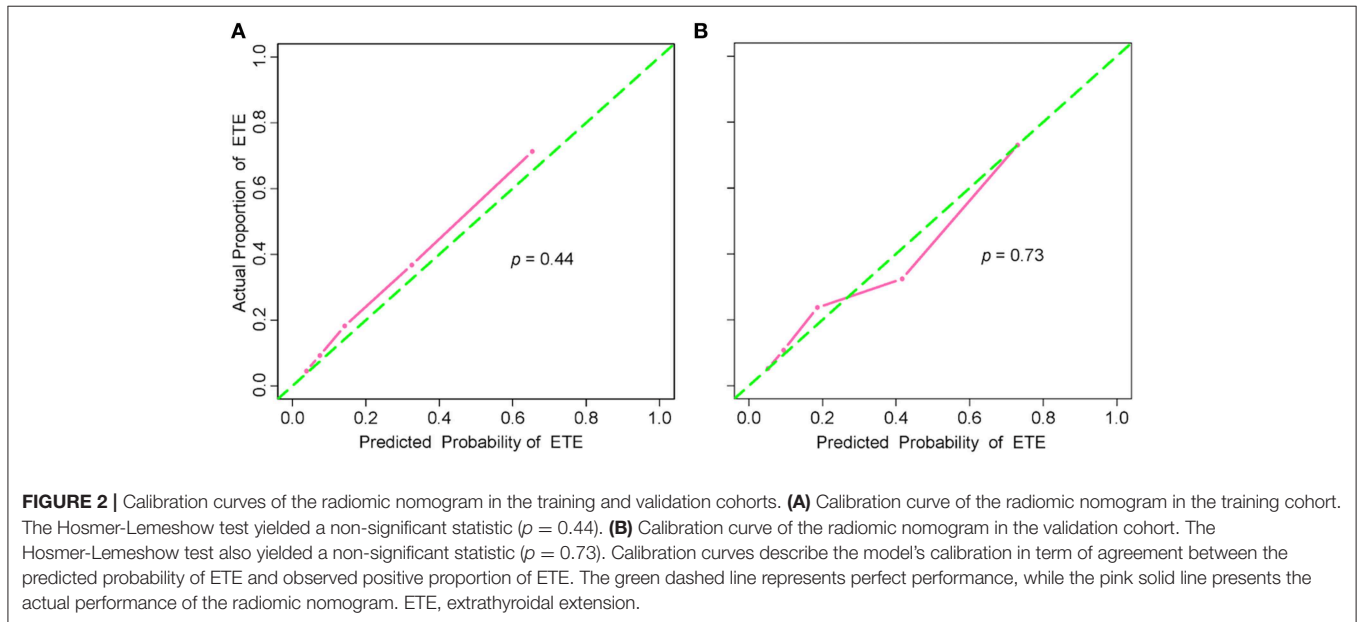 A
B
1.0
0.8
0.6
0.4
0.2
0.0
Actual Proportion of ETE
p = 0.44
0.0 0.2 0.4 0.6 0.8 1.0
Predicted Probability of ETE
p = 0.73
0.0 0.2 0.4 0.6 0.8 1.0
Predicted Probability of ETE
FIGURE 2 | Calibration curves of the radiomic nomogram in the training and validation cohorts. (A) Calibration curve of the radiomic nomogram in the training cohort.
The Hosmer-Lemeshow test yielded a non-significant statistic (p = 0.44). (B) Calibration curve of the radiomic nomogram in the validation cohort. The
Hosmer-Lemeshow test also yielded a non-significant statistic (p = 0.73). Calibration curves describe the model's calibration in term of agreement between the
predicted probability of ETE and observed positive proportion of ETE. The green dashed line represents perfect performance, while the pink solid line presents the
actual performance of the radiomic nomogram. ETE, extrathyroidal extension.